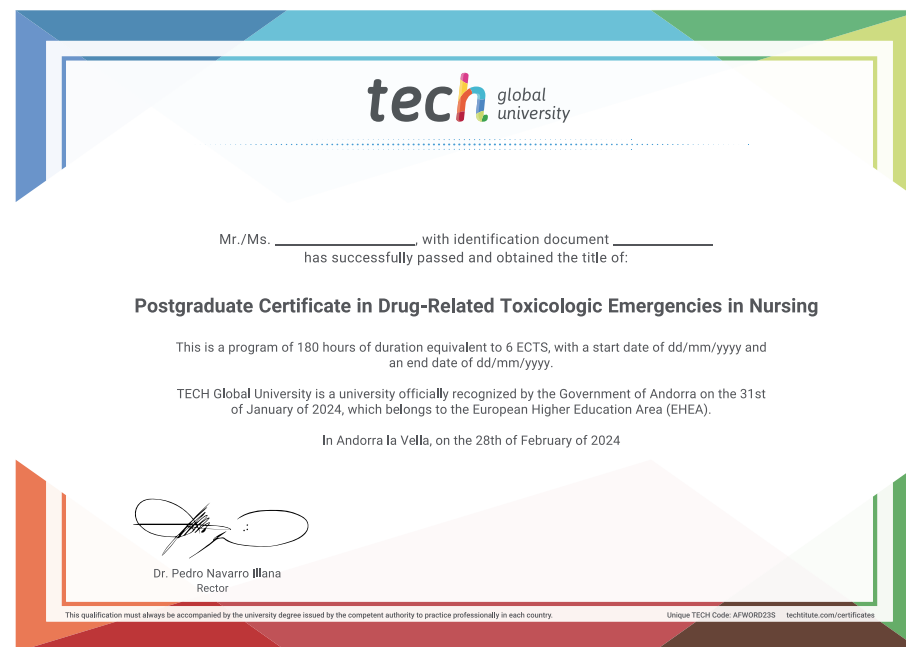 tech global university
Mr./Ms. ________________, with identification document ____________
has successfully passed and obtained the title of:
Postgraduate Certificate in Drug-Related Toxicologic Emergencies in Nursing
This is a program of 180 hours of duration equivalent to 6 ECTS, with a start date of dd/mm/yyyy and
an end date of dd/mm/yyyy.
TECH Global University is a university officially recognized by the Government of Andorra on the 31st
of January of 2024, which belongs to the European Higher Education Area (EHEA).
In Andorra la Vella, on the 28th of February of 2024
Dr. Pedro Navarro Illana
Rector
This qualification must always be accompanied by the university degree issued by the competent authority to practice professionally in each country.
Unique TECH Code: AFWORD23S techtitute.com/certificates